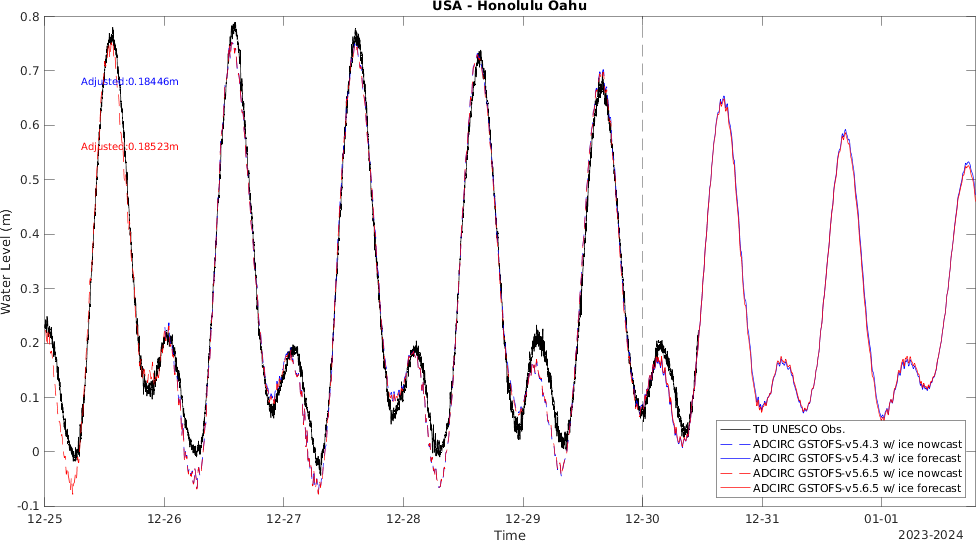 USA - Honolulu Oahu
0.8
0.7
0.6
0.5
0.4
0.3
0.2
0.1
0
-0.1
Water Level (m)
Adjusted:0.18446m
Adjusted:0.18523m
TD UNESCO Obs.
ADCIRC GSTOFS-v5.4.3 w/ ice nowcast
ADCIRC GSTOFS-v5.4.3 w/ ice forecast
ADCIRC GSTOFS-v5.6.5 w/ ice nowcast
ADCIRC GSTOFS-v5.6.5 w/ ice forecast
12-25 12-26 12-27 12-28 12-29 12-30 12-31 01-01
Time
2023-2024